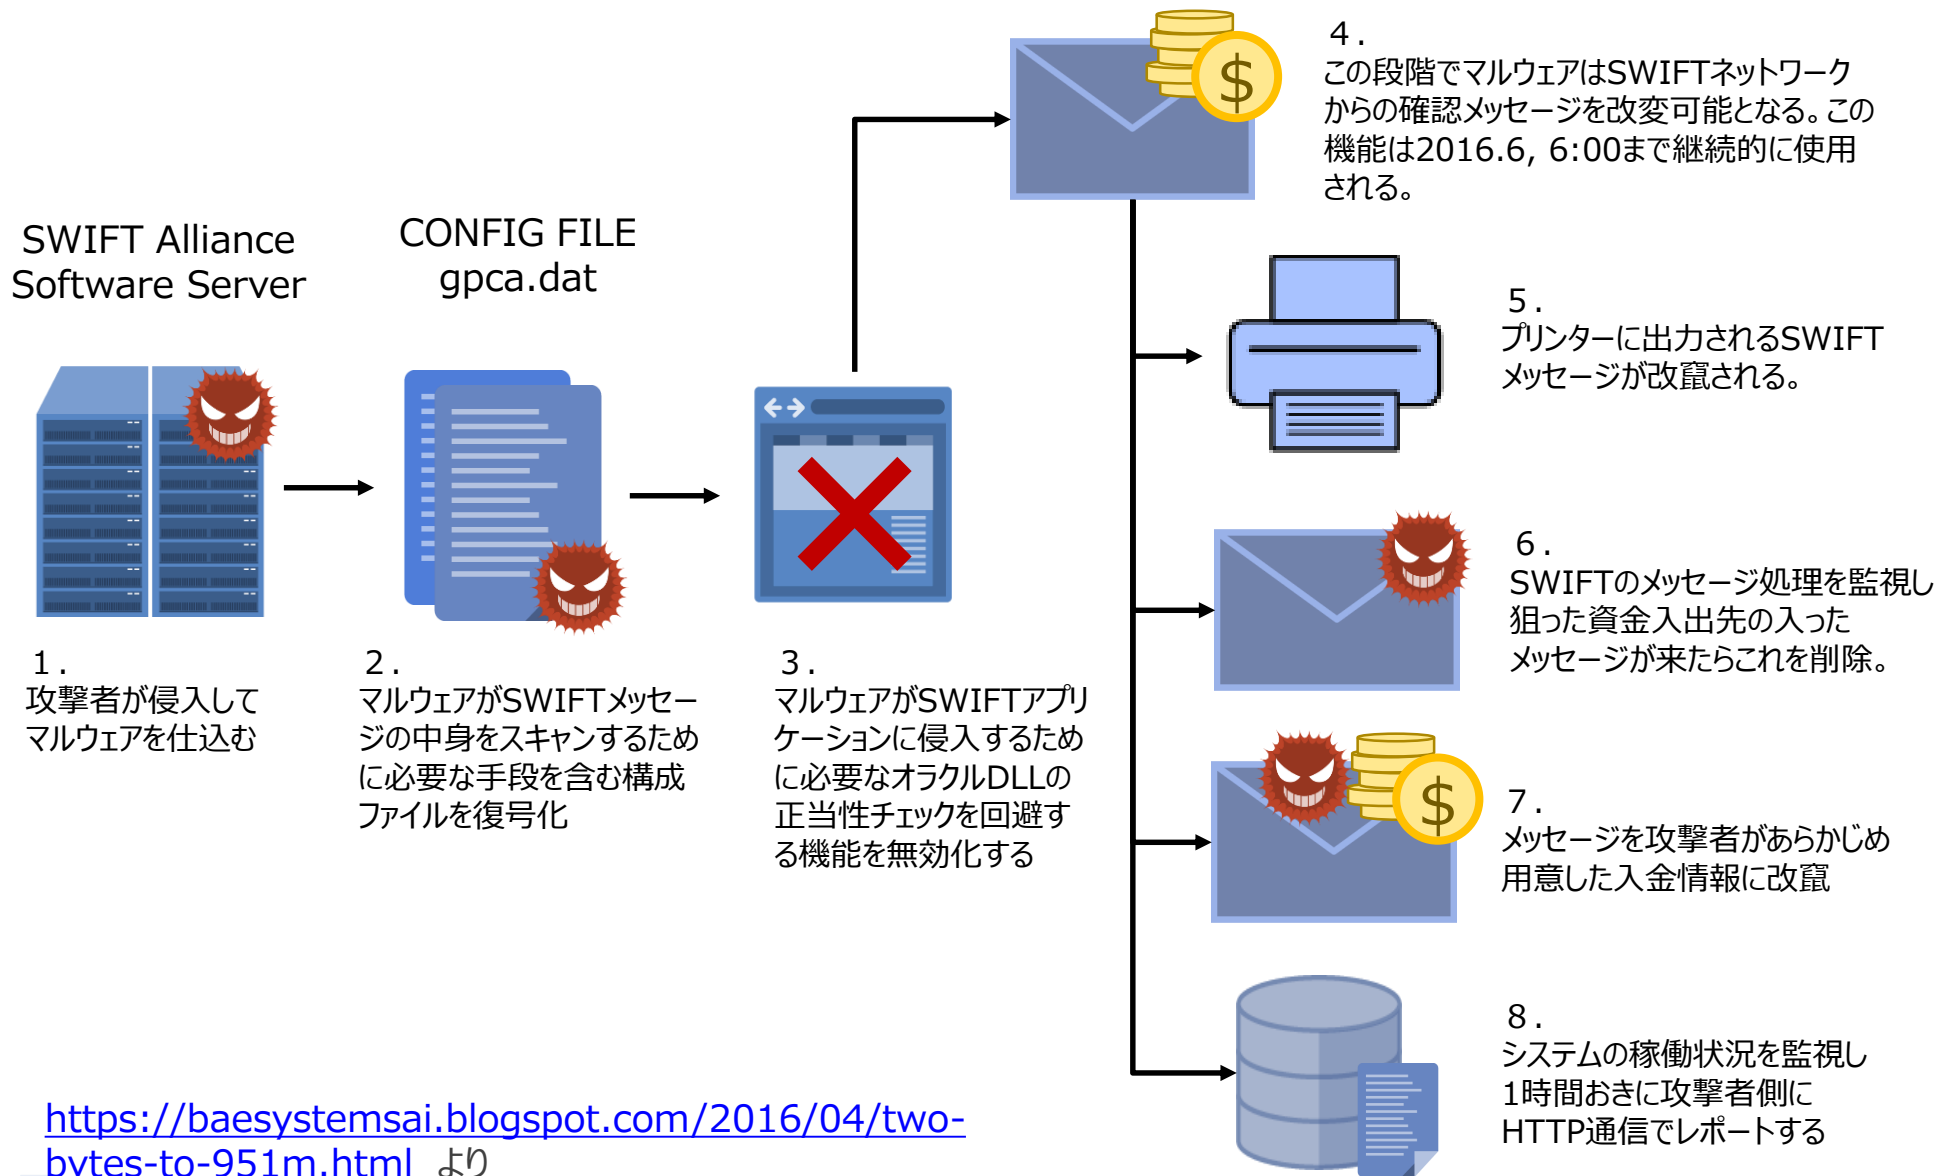 SWIFT Alliance
Software Server
CONFIG FILE
gpca.dat
１．
攻撃者が侵入して
マルウェアを仕込む
２．
マルウェアがSWIFTメッセー
ジの中身をスキャンするため
に必要な手段を含む構成
ファイルを復号化
３．
マルウェアがSWIFTアプリ
ケーションに侵入するため
に必要なオラクルDLLの
正当性チェックを回避す
る機能を無効化する
４．
この段階でマルウェアはSWIFTネットワーク
からの確認メッセージを改変可能となる。この
機能は2016.6, 6:00まで継続的に使用
される。
５．
プリンターに出力されるSWIFT
メッセージが改竄される。
６．
SWIFTのメッセージ処理を監視し
狙った資金入出先の入った
メッセージが来たらこれを削除。
７．
メッセージを攻撃者があらかじめ
用意した入金情報に改竄
８．
システムの稼働状況を監視し
1時間おきに攻撃者側に
HTTP通信でレポートする
https://baesystemsai.blogspot.com/2016/04/two-
bytes-to-951m.html より
$
$